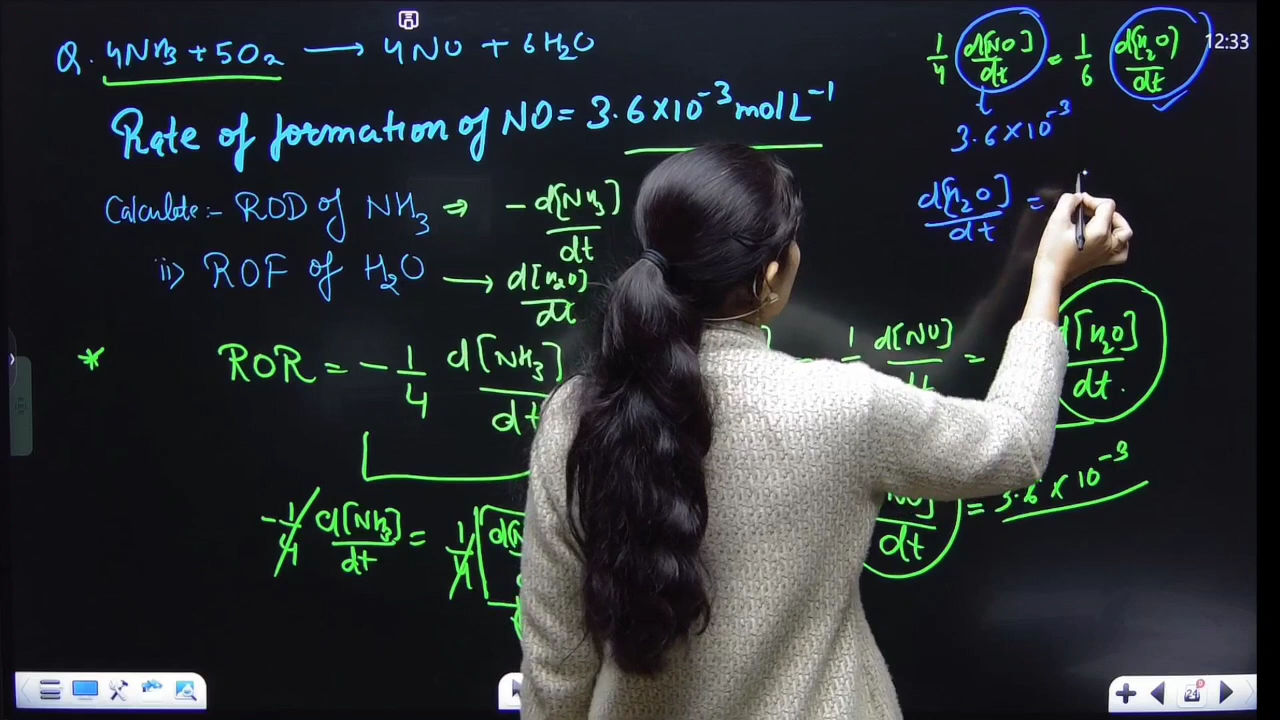 12:33
Q. 4NH3 + 5O2 ⟶ 4NO + 6H2O
Rate of formation of NO = 3.6×10⁻³ mol L⁻¹
Calculate :- ROD of NH3 ⇒ - d[NH3]/dt
ii) ROF of H2O ⟶ d[H2O]/dt
* ROR = - 1/4 d[NH3]/dt
d[NO]/dt = d[H2O]/dt.
- 1/4 d[NH3]/dt = 1/4
dt = 3.6 × 10⁻³
1/4 d[NO]/dt = 1/6 d[H2O]/dt
3.6×10⁻³
d[H2O]/dt =
24